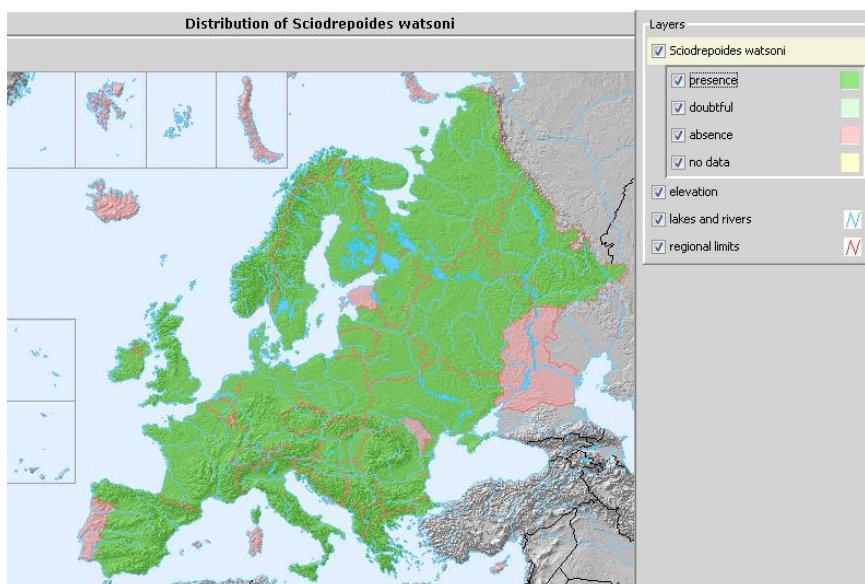 Distribution of Sciodrepoides watsoni
Layers
Sciodrepoides watsoni
presence
doubtful
absence
no data
elevation
lakes and rivers
regional limits